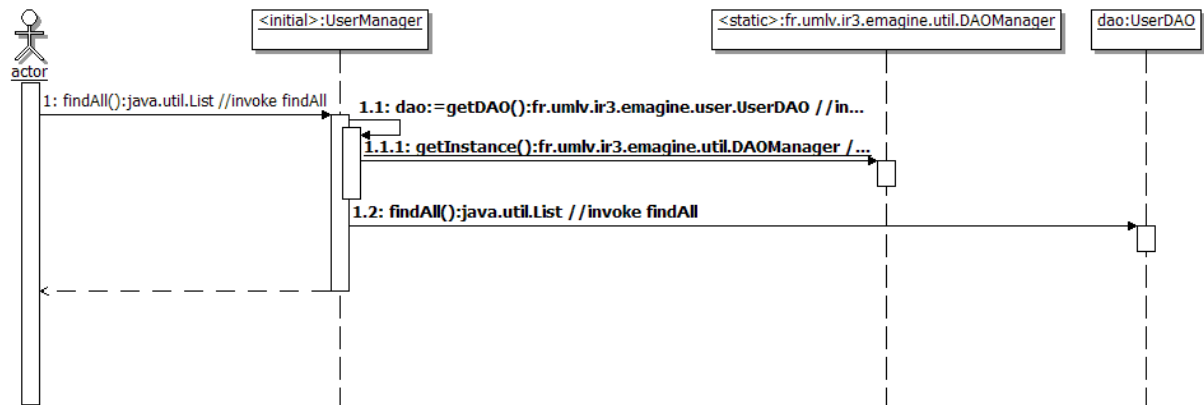 <initial>:UserManager
<static>:fr.umlv.ir3.emagine.util.DAOManager
dao:UserDAO
actor
1: findAll():java.util.List //invoke findAll
1.1: dao:=getDAO():fr.umlv.ir3.emagine.user.UserDAO //in...
1.1.1: getInstance():fr.umlv.ir3.emagine.util.DAOManager /...
1.2: findAll():java.util.List //invoke findAll